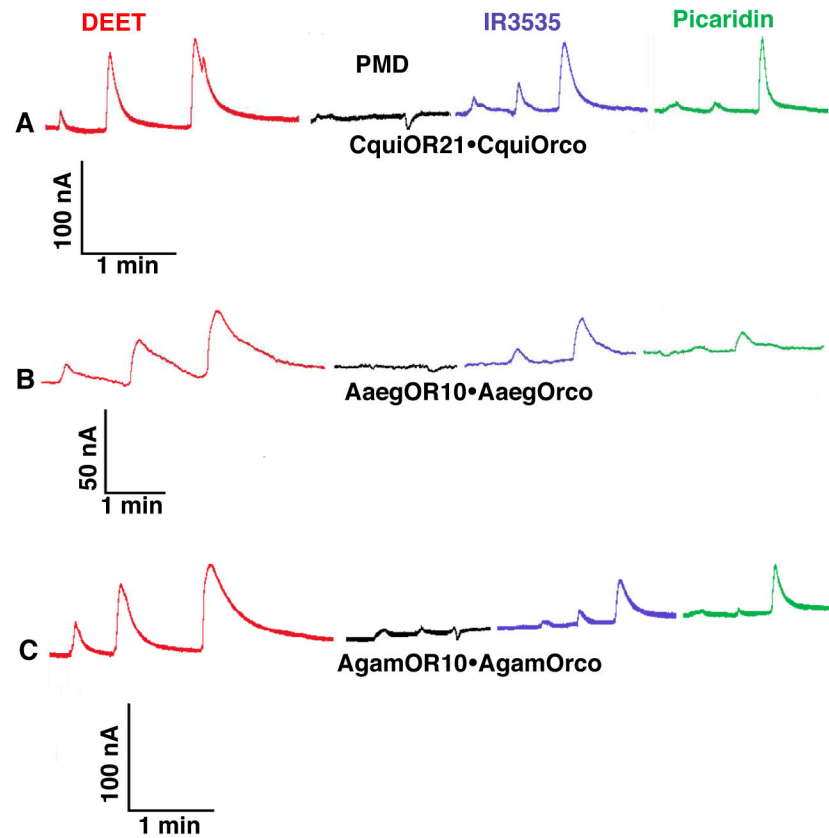 DEET
PMD
IR3535
Picaridin
A
CquiOR21•CquiOrco
100 nA
1 min
B
AaegOR10•AaegOrco
50 nA
1 min
C
AgamOR10•AgamOrco
100 nA
1 min